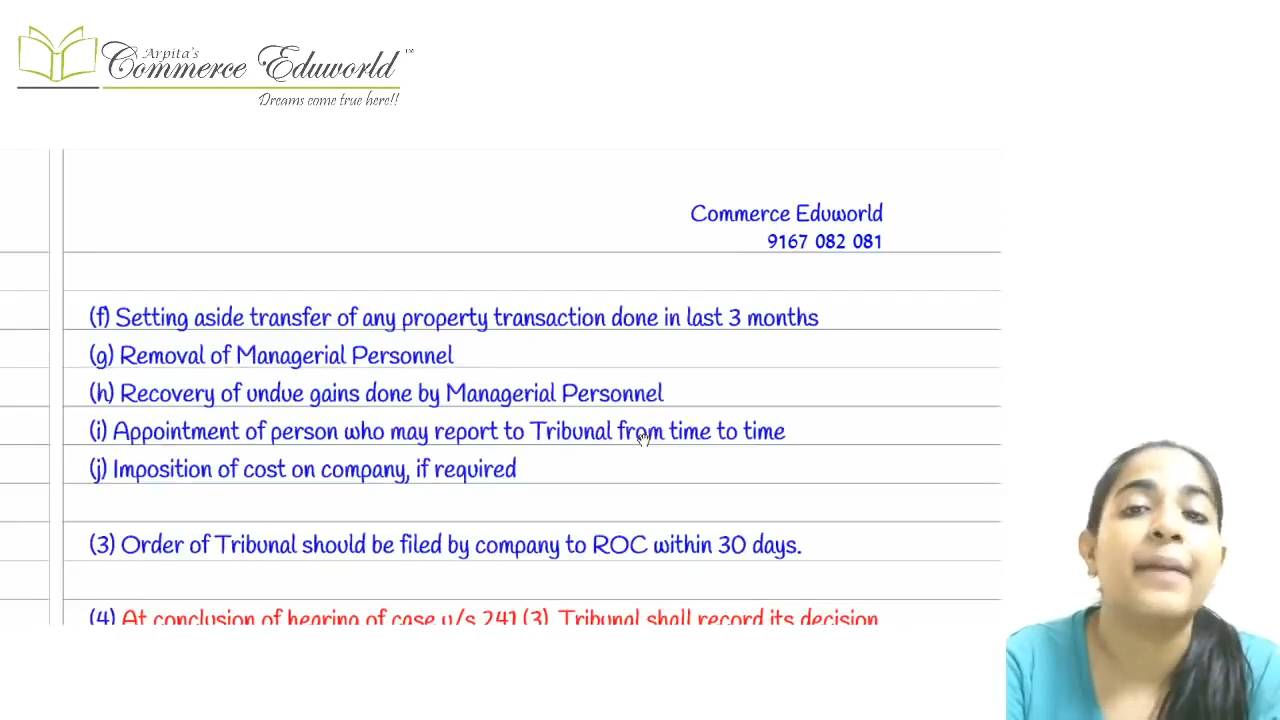 Arpita's
Commerce Eduworld™
Dreams come true here!!
Commerce Eduworld
9167 082 081
(f) Setting aside transfer of any property transaction done in last 3 months
(g) Removal of Managerial Personnel
(h) Recovery of undue gains done by Managerial Personnel
(i) Appointment of person who may report to Tribunal from time to time
(j) Imposition of cost on company, if required
(3) Order of Tribunal should be filed by company to ROC within 30 days.
(4) At conclusion of hearing of case u/s 241 (3), Tribunal shall record its decision